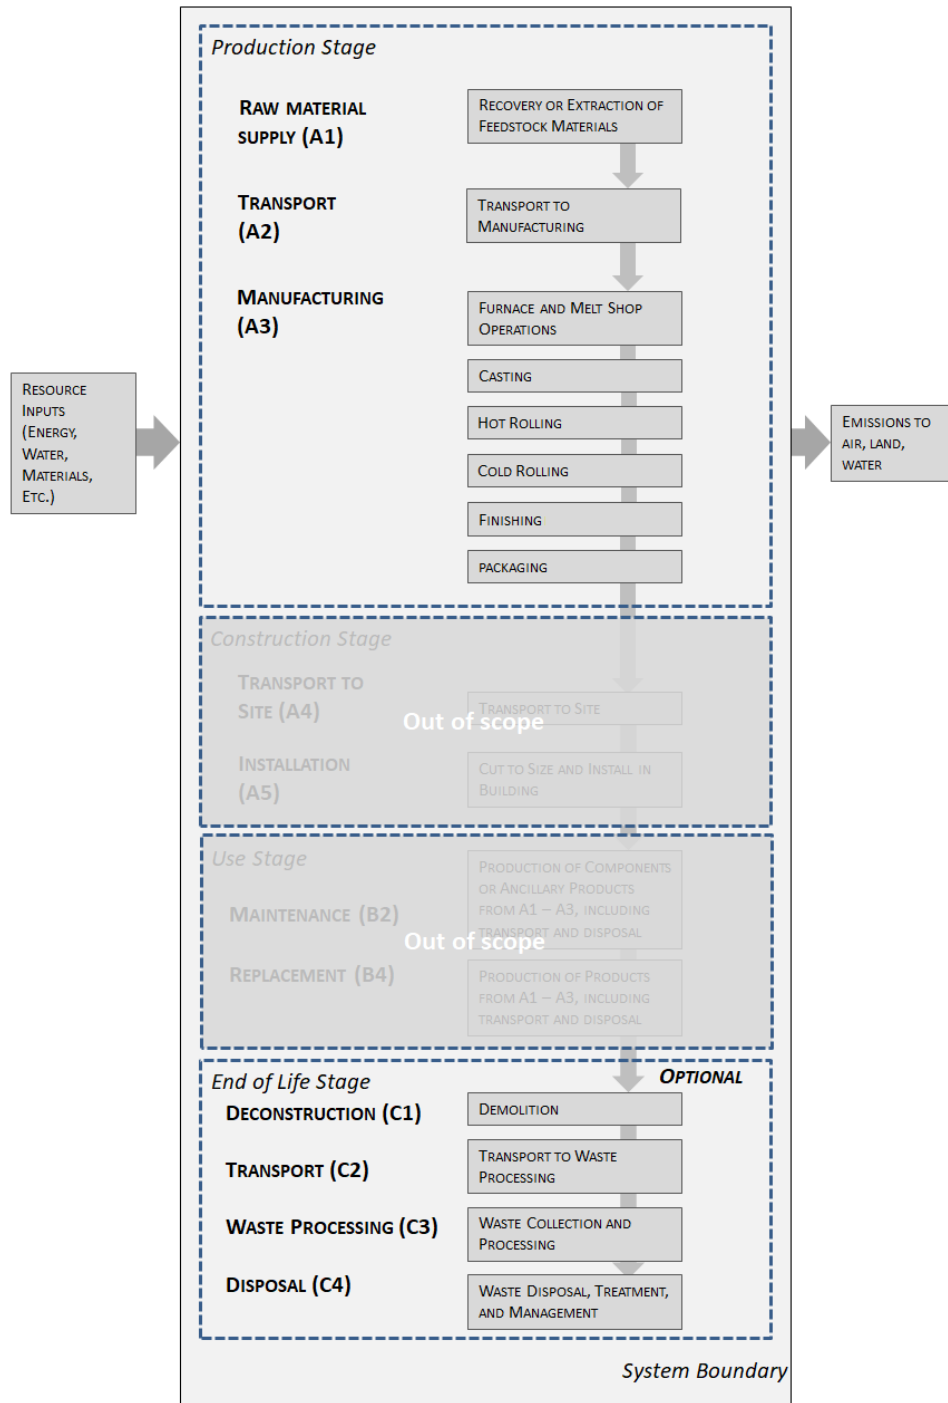 Production Stage
Raw material
supply (A1)
Recovery or Extraction of
Feedstock Materials
Transport
(A2)
Transport to
Manufacturing
Manufacturing
(A3)
Furnace and Melt Shop
Operations
Casting
Hot Rolling
Cold Rolling
Finishing
packaging
Resource
Inputs
(Energy,
Water,
Materials,
Etc.)
Emissions to
air, land,
water
Construction Stage
Transport to
Site (A4)
Transport to Site
Out of scope
Installation
(A5)
Cut to Size and Install in
Building
Use Stage
Maintenance (B2)
Production of Components
or Ancillary Products
from A1 – A3, including
transport and disposal
Out of scope
Replacement (B4)
Production of Products
from A1 – A3, including
transport and disposal
End of Life Stage
Optional
Deconstruction (C1)
Demolition
Transport (C2)
Transport to Waste
Processing
Waste Processing (C3)
Waste Collection and
Processing
Disposal (C4)
Waste Disposal, Treatment,
and Management
System Boundary